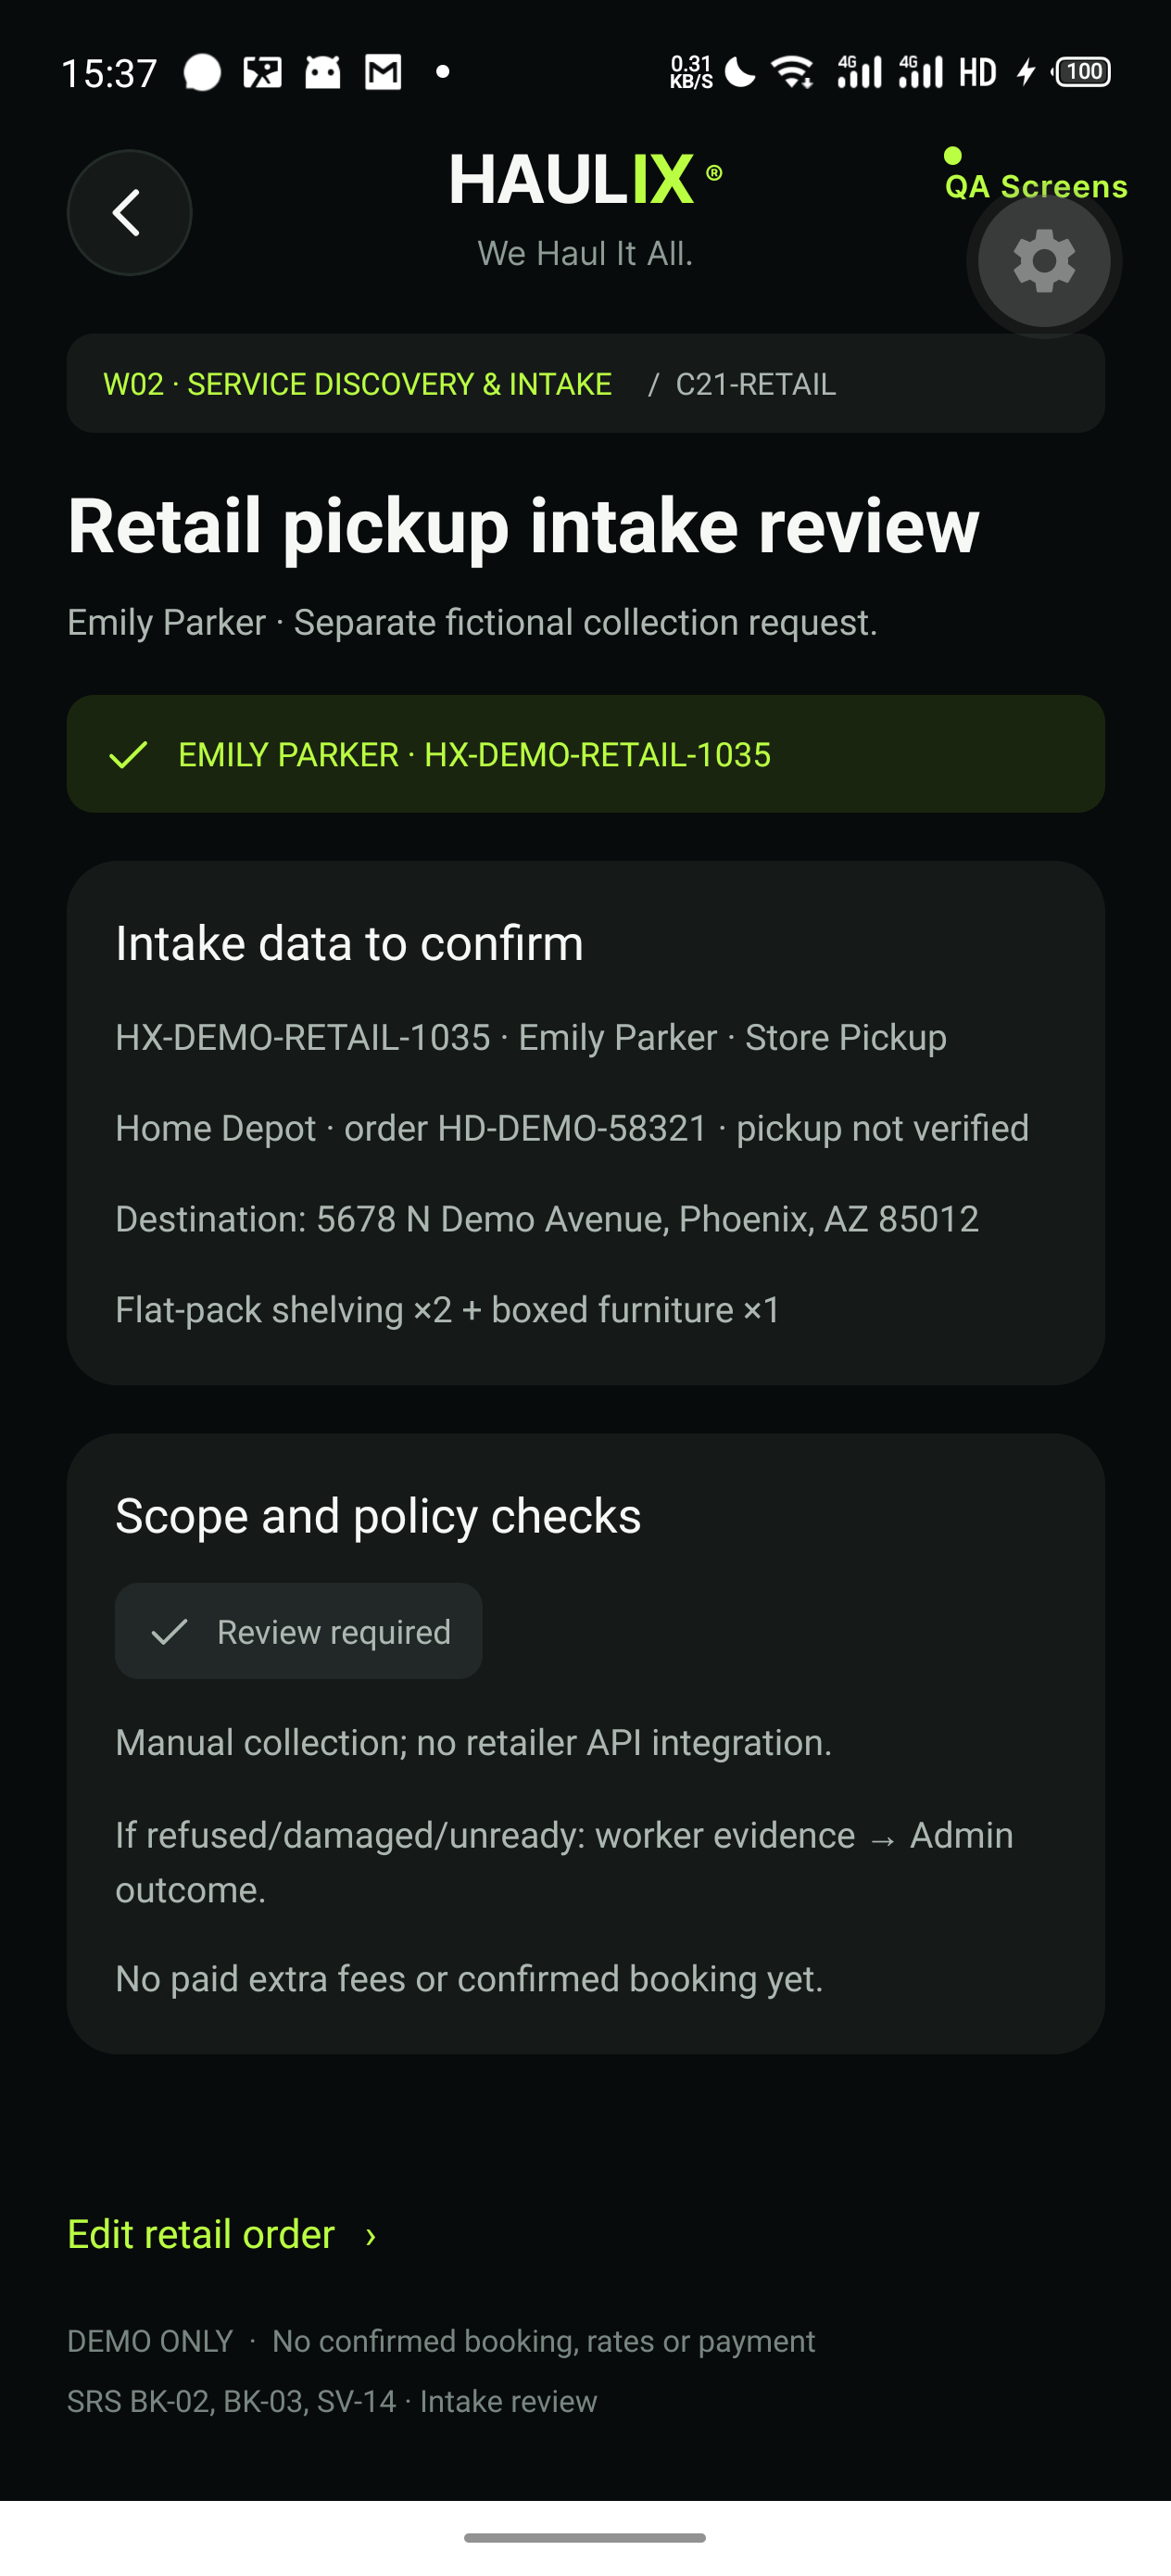 15:37
0.31
KB/S
4G
4G
HD
100
HAULIX ®
We Haul It All.
QA Screens
W02 · SERVICE DISCOVERY & INTAKE / C21-RETAIL
Retail pickup intake review
Emily Parker · Separate fictional collection request.
EMILY PARKER · HX-DEMO-RETAIL-1035
Intake data to confirm
HX-DEMO-RETAIL-1035 · Emily Parker · Store Pickup
Home Depot · order HD-DEMO-58321 · pickup not verified
Destination: 5678 N Demo Avenue, Phoenix, AZ 85012
Flat-pack shelving ×2 + boxed furniture ×1
Scope and policy checks
Review required
Manual collection; no retailer API integration.
If refused/damaged/unready: worker evidence → Admin
outcome.
No paid extra fees or confirmed booking yet.
Edit retail order ›
DEMO ONLY · No confirmed booking, rates or payment
SRS BK-02, BK-03, SV-14 · Intake review